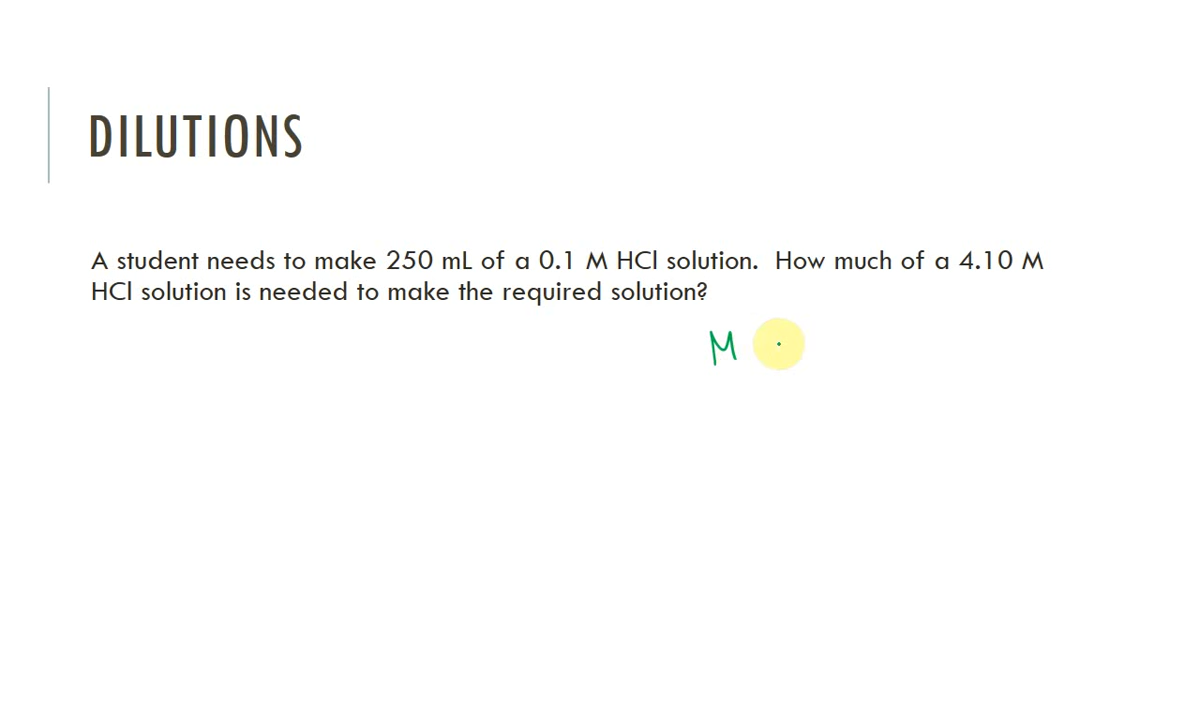 DILUTIONS
A student needs to make 250 mL of a 0.1 M HCl solution.  How much of a 4.10 M
HCl solution is needed to make the required solution?
M